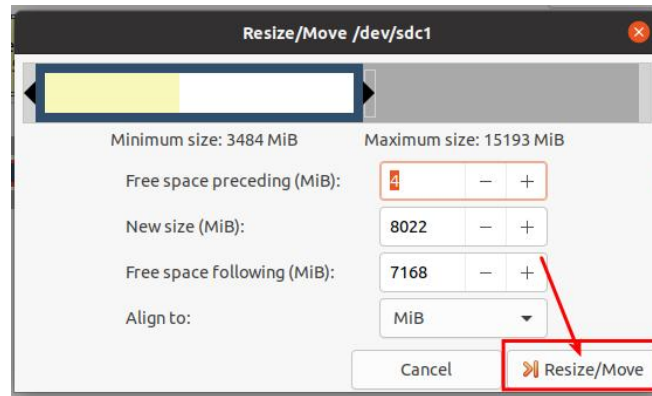 Resize/Move /dev/sdc1
Minimum size: 3484 MiB Maximum size: 15193 MiB
Free space preceding (MiB): 4
New size (MiB): 8022
Free space following (MiB): 7168
Align to: MiB
Cancel Resize/Move